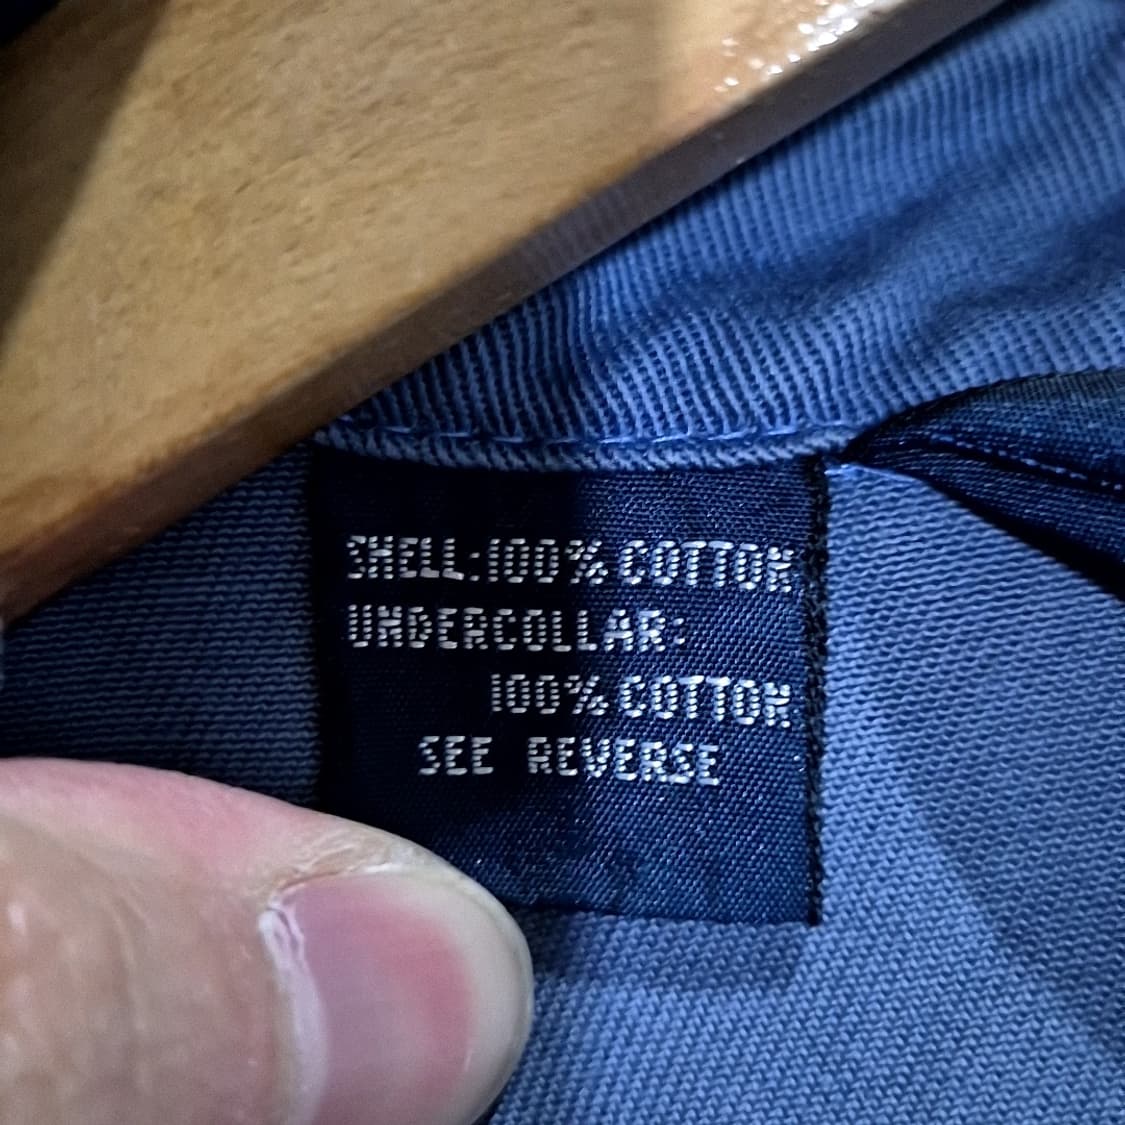 SHELL:100% COTTON
UNDERCOLLAR:
100% COTTON
SEE REVERSE